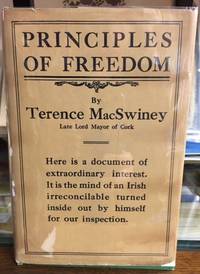 PRINCIPLES
OF FREEDOM
By
Terence MacSwiney
Late Lord Mayor of Cork
Here is a document of
extraordinary interest.
It is the mind of an Irish
irreconcilable turned
inside out by himself
for our inspection.